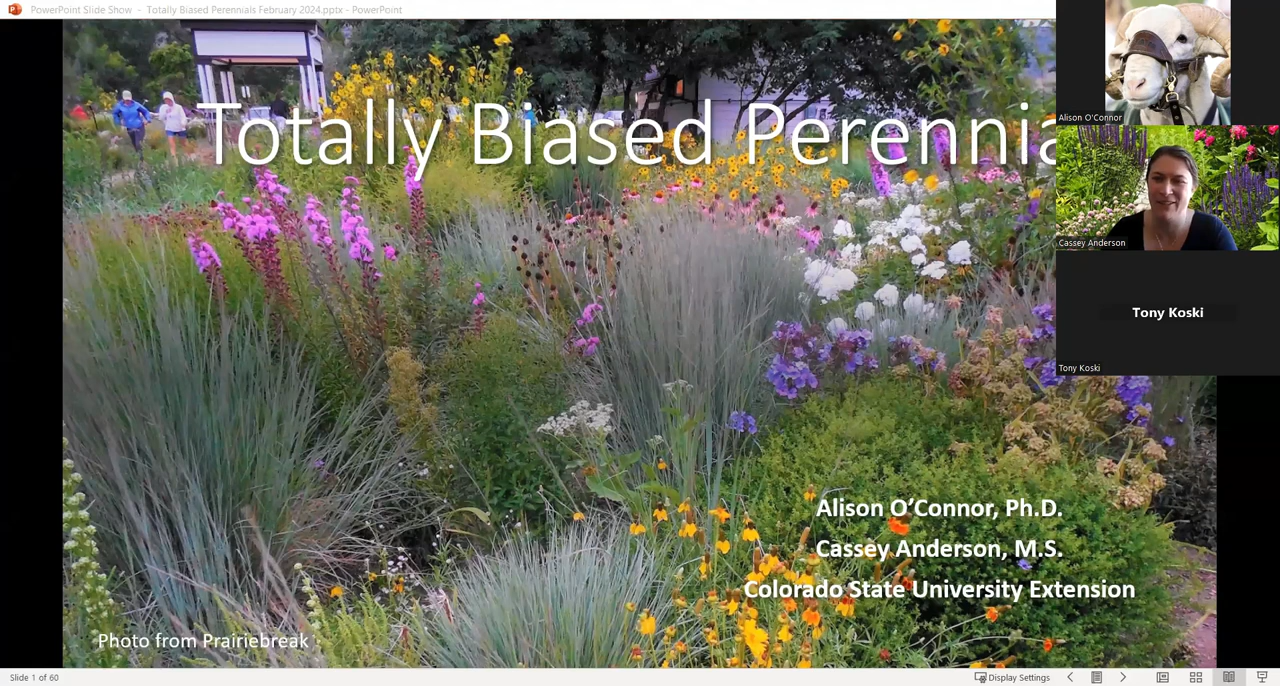 PowerPoint Slide Show - Totally Biased Perennials February 2024.pptx - PowerPoint
Totally Biased Perennia
Alison O'Connor
Cassey Anderson
Tony Koski
Tony Koski
Alison O'Connor, Ph.D.
Cassey Anderson, M.S.
Colorado State University Extension
Photo from Prairiebreak
Slide 1 of 60
Display Settings